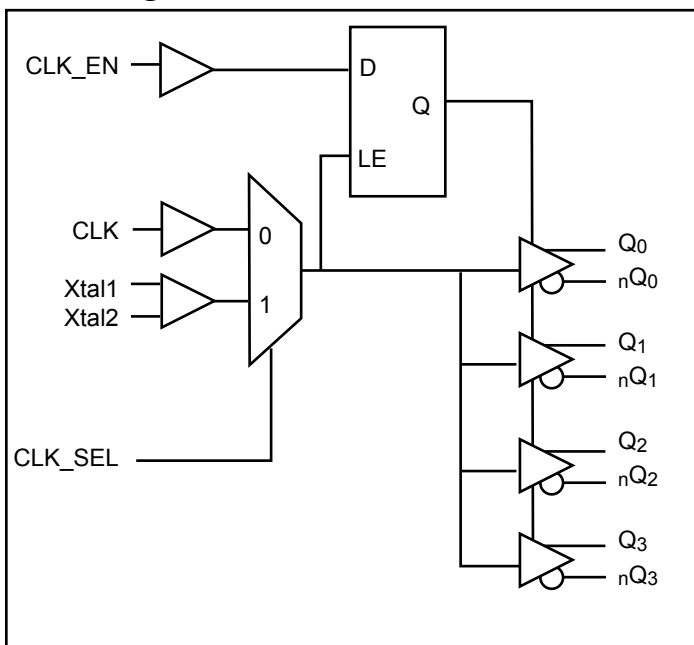 CLK_EN
D
Q
LE
CLK
0
Xtal1
1
Xtal2
CLK_SEL
Q0
nQ0
Q1
nQ1
Q2
nQ2
Q3
nQ3